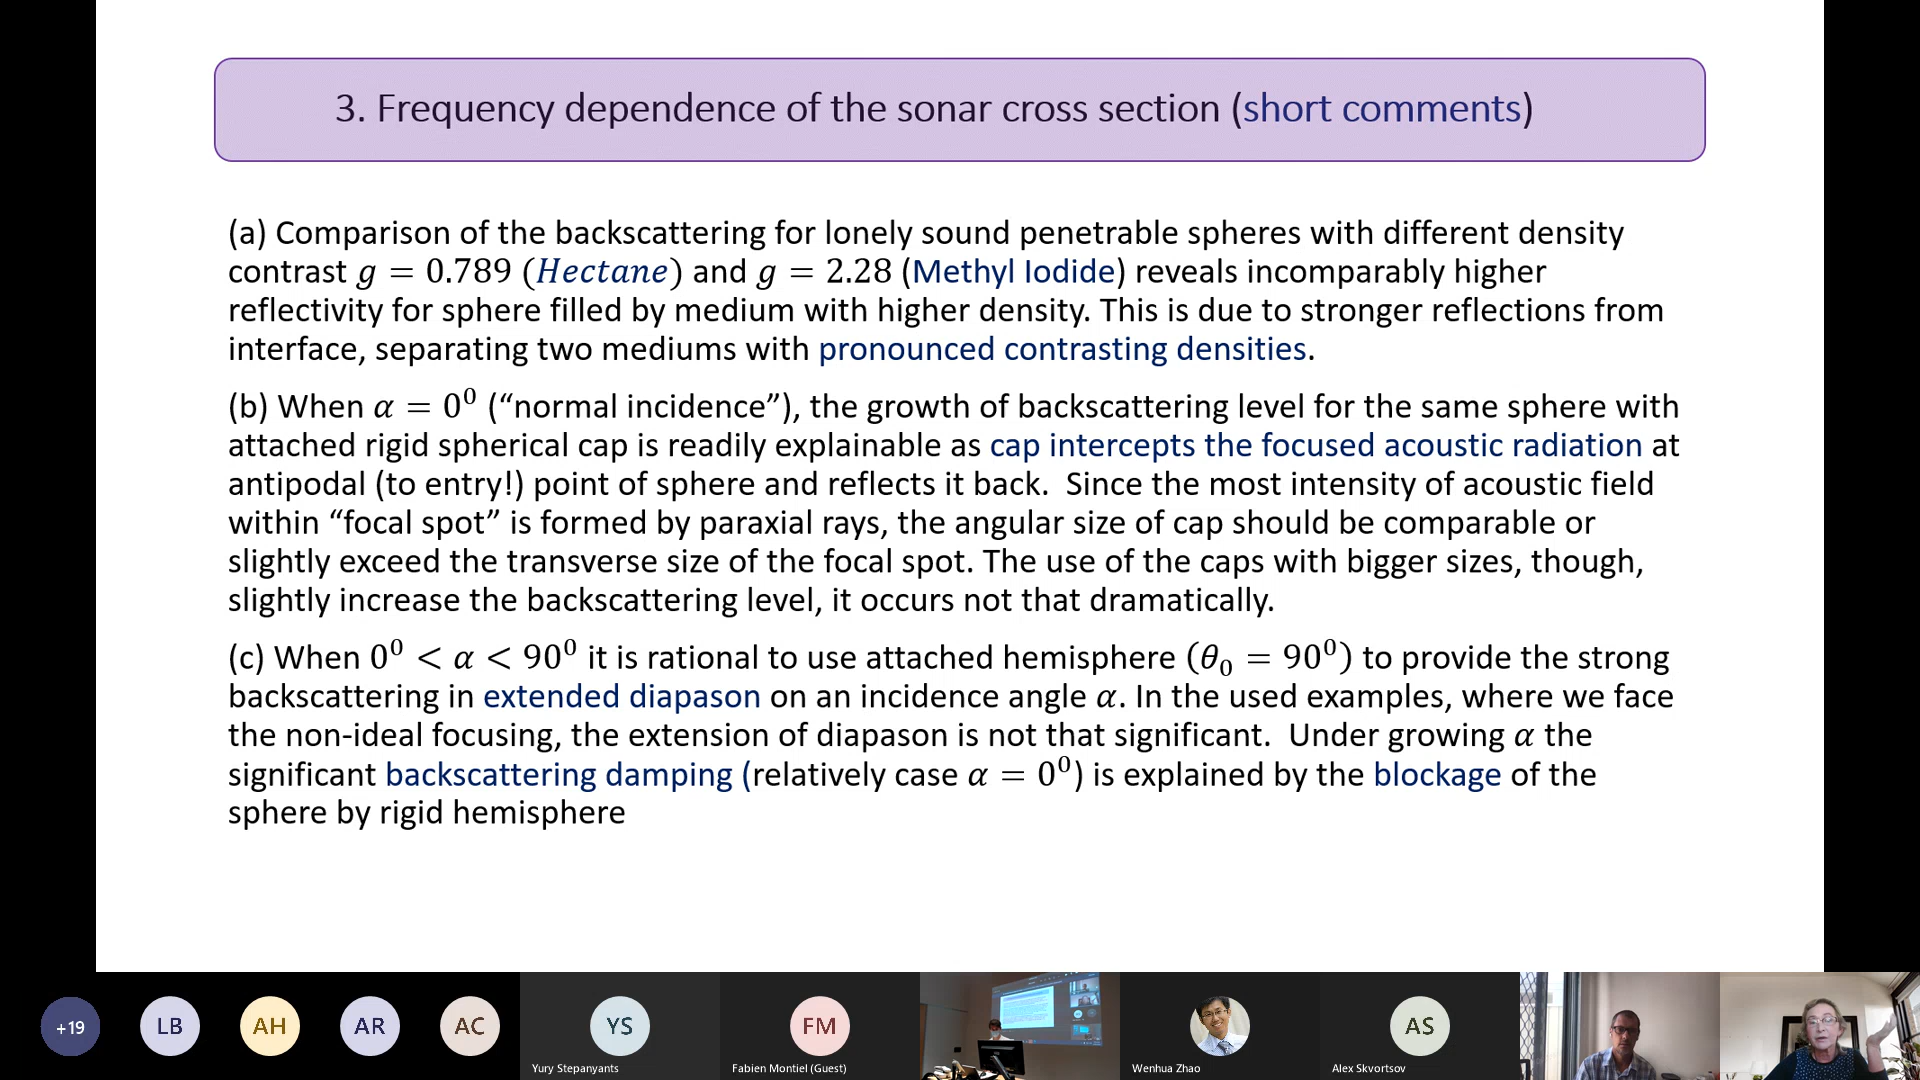 3. Frequency dependence of the sonar cross section (short comments)
(a) Comparison of the backscattering for lonely sound penetrable spheres with different density
contrast g = 0.789 (Hectane) and g = 2.28 (Methyl Iodide) reveals incomparably higher
reflectivity for sphere filled by medium with higher density. This is due to stronger reflections from
interface, separating two mediums with pronounced contrasting densities.
(b) When α = 0⁰ (“normal incidence”), the growth of backscattering level for the same sphere with
attached rigid spherical cap is readily explainable as cap intercepts the focused acoustic radiation at
antipodal (to entry!) point of sphere and reflects it back. Since the most intensity of acoustic field
within “focal spot” is formed by paraxial rays, the angular size of cap should be comparable or
slightly exceed the transverse size of the focal spot. The use of the caps with bigger sizes, though,
slightly increase the backscattering level, it occurs not that dramatically.
(c) When 0⁰ < α < 90⁰ it is rational to use attached hemisphere (θ₀ = 90⁰) to provide the strong
backscattering in extended diapason on an incidence angle α. In the used examples, where we face
the non-ideal focusing, the extension of diapason is not that significant. Under growing α the
significant backscattering damping (relatively case α = 0⁰) is explained by the blockage of the
sphere by rigid hemisphere
+19
LB
AH
AR
AC
YS
FM
AS
Yury Stepanyants
Fabien Montiel (Guest)
Wenhua Zhao
Alex Skvortsov